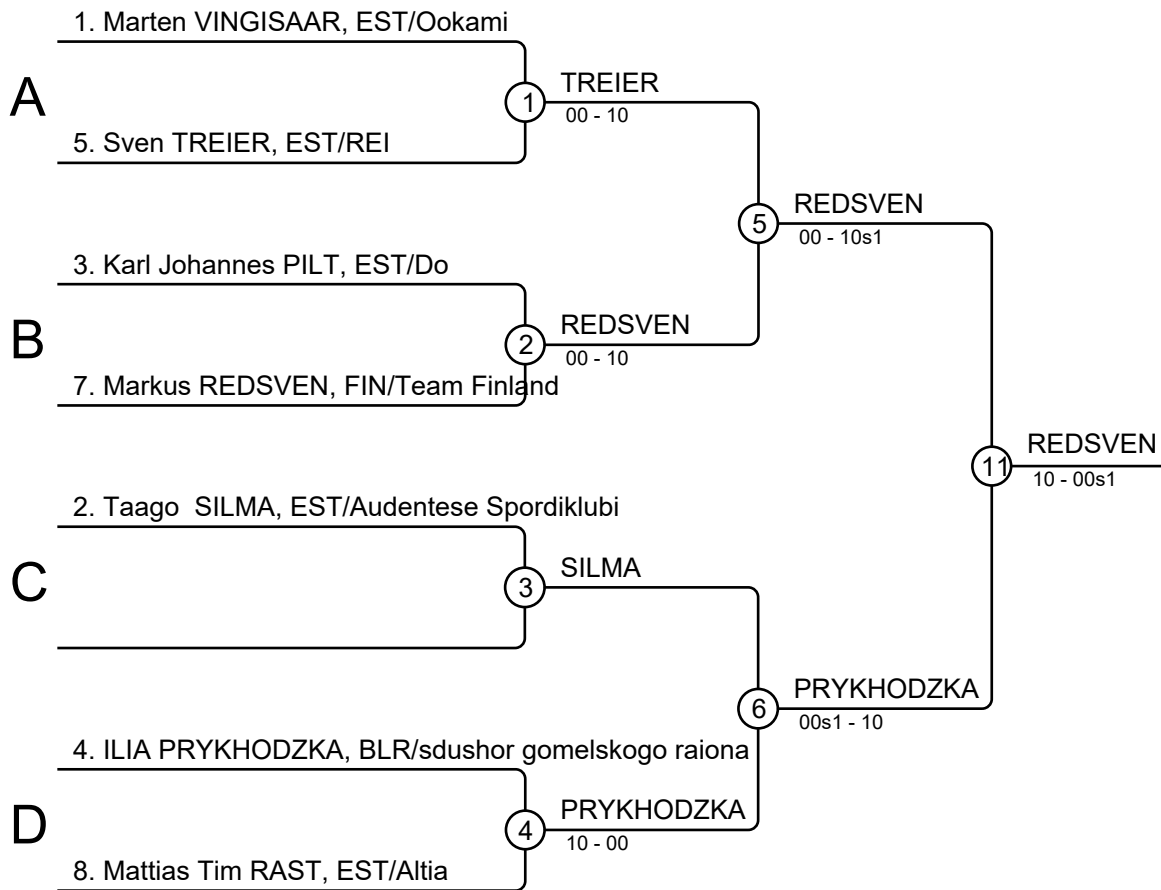 1. Marten VINGISAAR, EST/Ookami
A
1
TREIER
00 - 10
5. Sven TREIER, EST/REI
5
REDSVEN
00 - 10s1
3. Karl Johannes PILT, EST/Do
B
2
REDSVEN
00 - 10
7. Markus REDSVEN, FIN/Team Finland
11
REDSVEN
10 - 00s1
2. Taago  SILMA, EST/Audentese Spordiklubi
C
3
SILMA
6
PRYKHODZKA
00s1 - 10
4. ILIA PRYKHODZKA, BLR/sdushor gomelskogo raiona
D
4
PRYKHODZKA
10 - 00
8. Mattias Tim RAST, EST/Altia